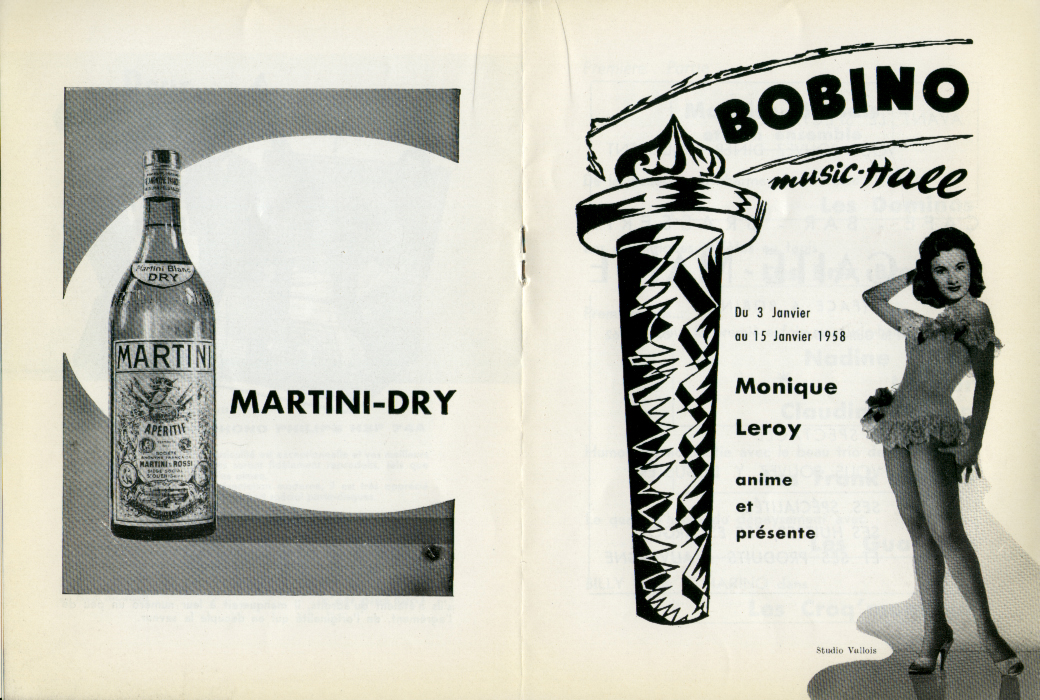 Martini Blanc
DRY
MARTINI
APÉRITIF
MARTINI & ROSSI
MARTINI-DRY
BOBINO
music-Hall
Du 3 Janvier
au 15 Janvier 1958
Monique
Leroy
anime
et
présente
Studio Vallois